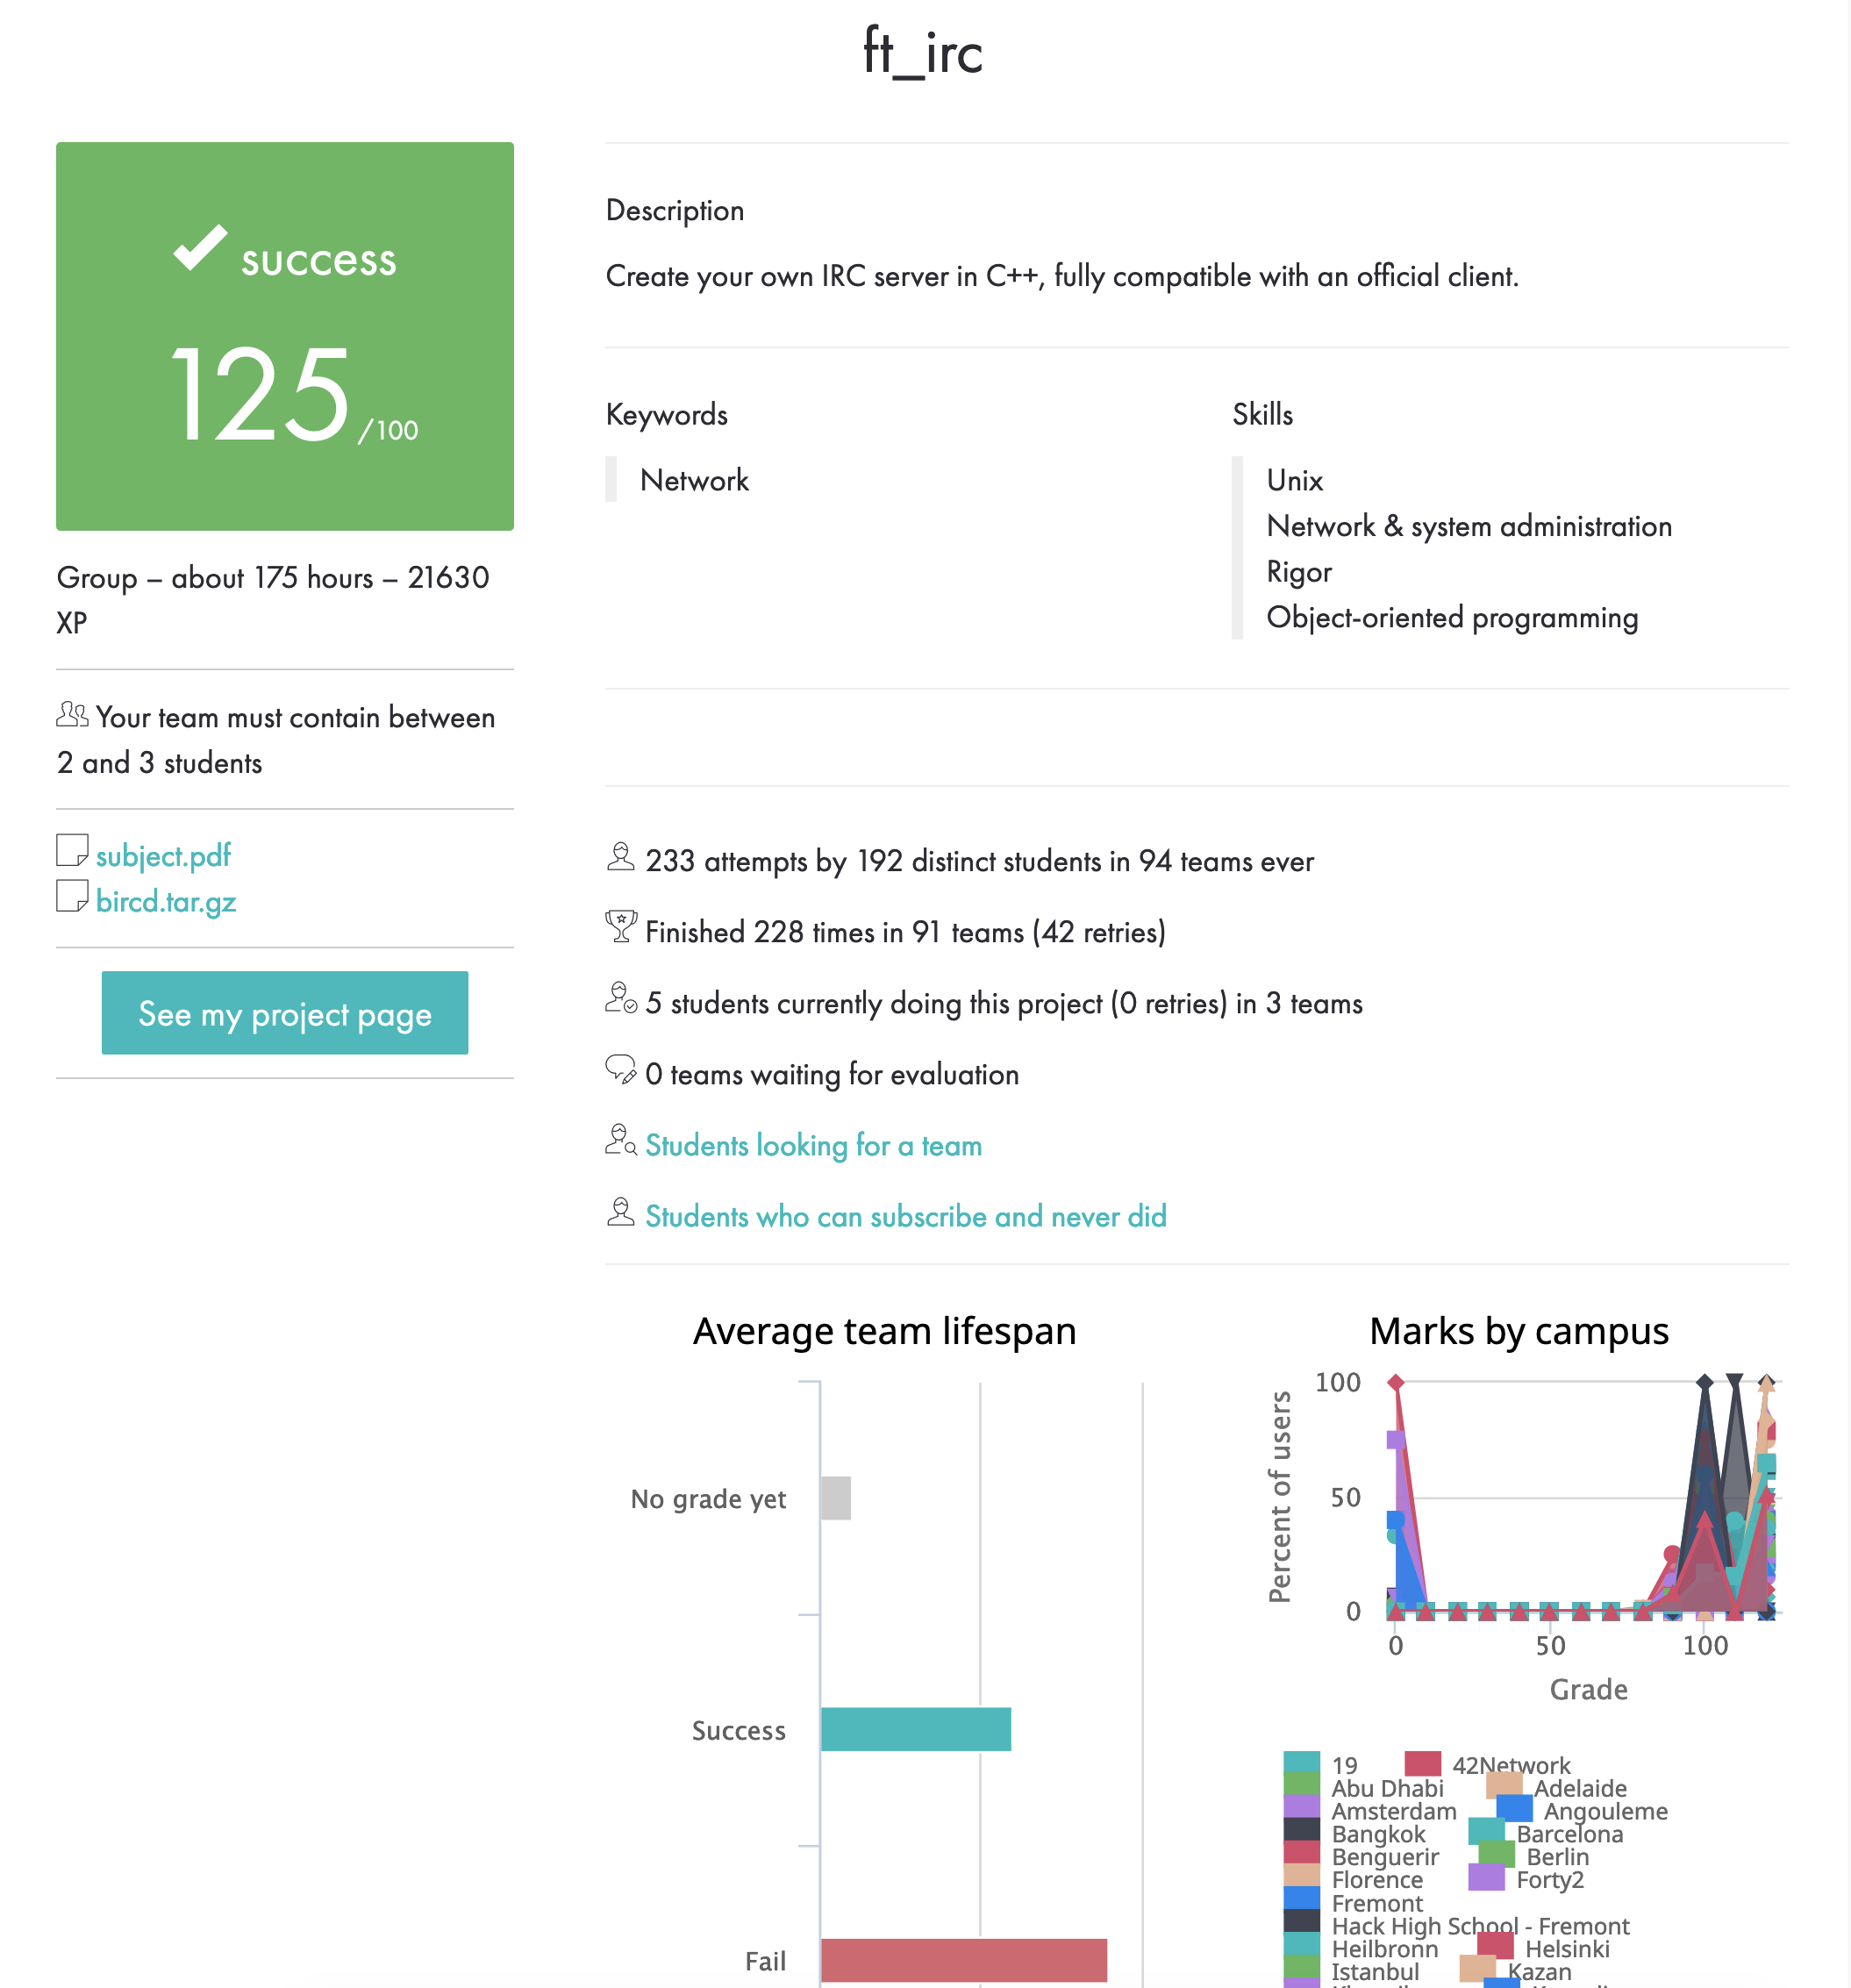 ft_irc
success
125 /100
Group – about 175 hours – 21630
XP
Your team must contain between
2 and 3 students
subject.pdf
bircd.tar.gz
See my project page
Description
Create your own IRC server in C++, fully compatible with an official client.
Keywords
Network
Skills
Unix
Network & system administration
Rigor
Object-oriented programming
233 attempts by 192 distinct students in 94 teams ever
Finished 228 times in 91 teams (42 retries)
5 students currently doing this project (0 retries) in 3 teams
0 teams waiting for evaluation
Students looking for a team
Students who can subscribe and never did
Average team lifespan
No grade yet
Success
Fail
Marks by campus
Percent of users
100
50
0
0 50 100
Grade
19 42Network
Abu Dhabi Adelaide
Amsterdam Angouleme
Bangkok Barcelona
Benguerir Berlin
Florence Forty2
Fremont
Hack High School - Fremont
Heilbronn Helsinki
Istanbul Kazan